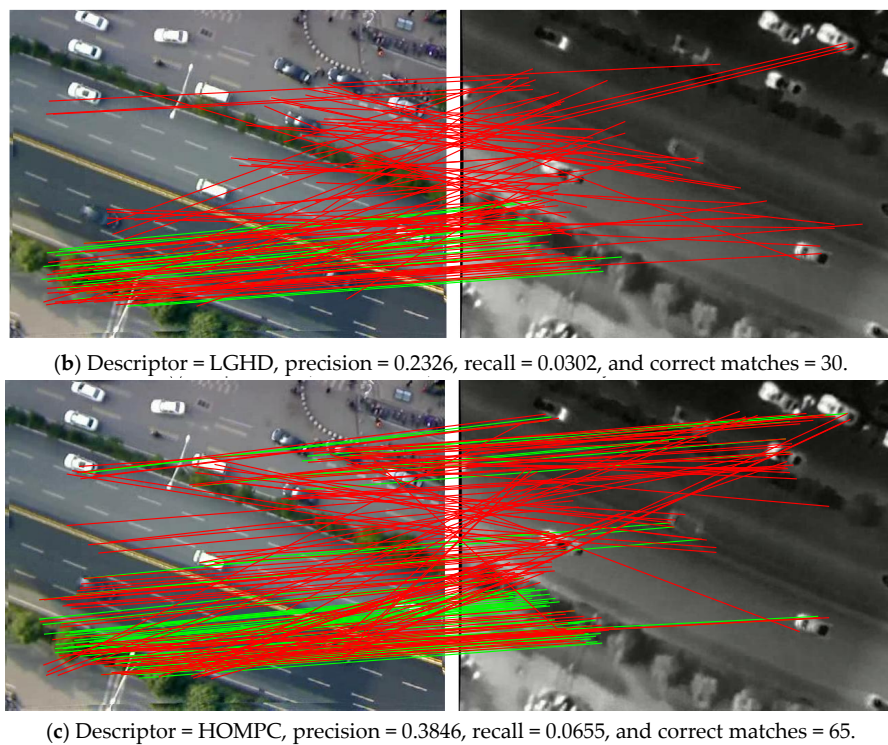 (b) Descriptor = LGHD, precision = 0.2326, recall = 0.0302, and correct matches = 30.
(c) Descriptor = HOMPC, precision = 0.3846, recall = 0.0655, and correct matches = 65.